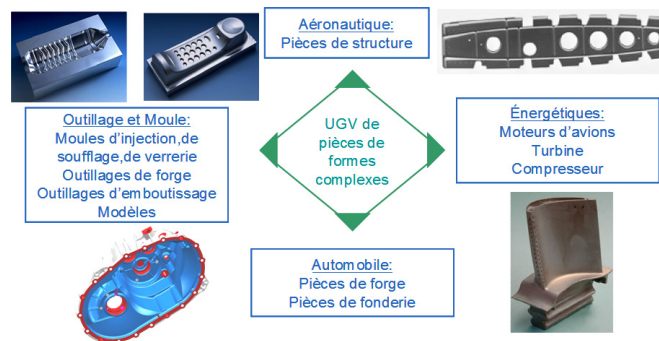 Aéronautique:
Pièces de structure
Outillage et Moule:
Moules d'injection,de
soufflage,de verrerie
Outillages de forge
Outillages d'emboutissage
Modèles
UGV de
pièces de
formes
complexes
Énergétiques:
Moteurs d'avions
Turbine
Compresseur
Automobile:
Pièces de forge
Pièces de fonderie